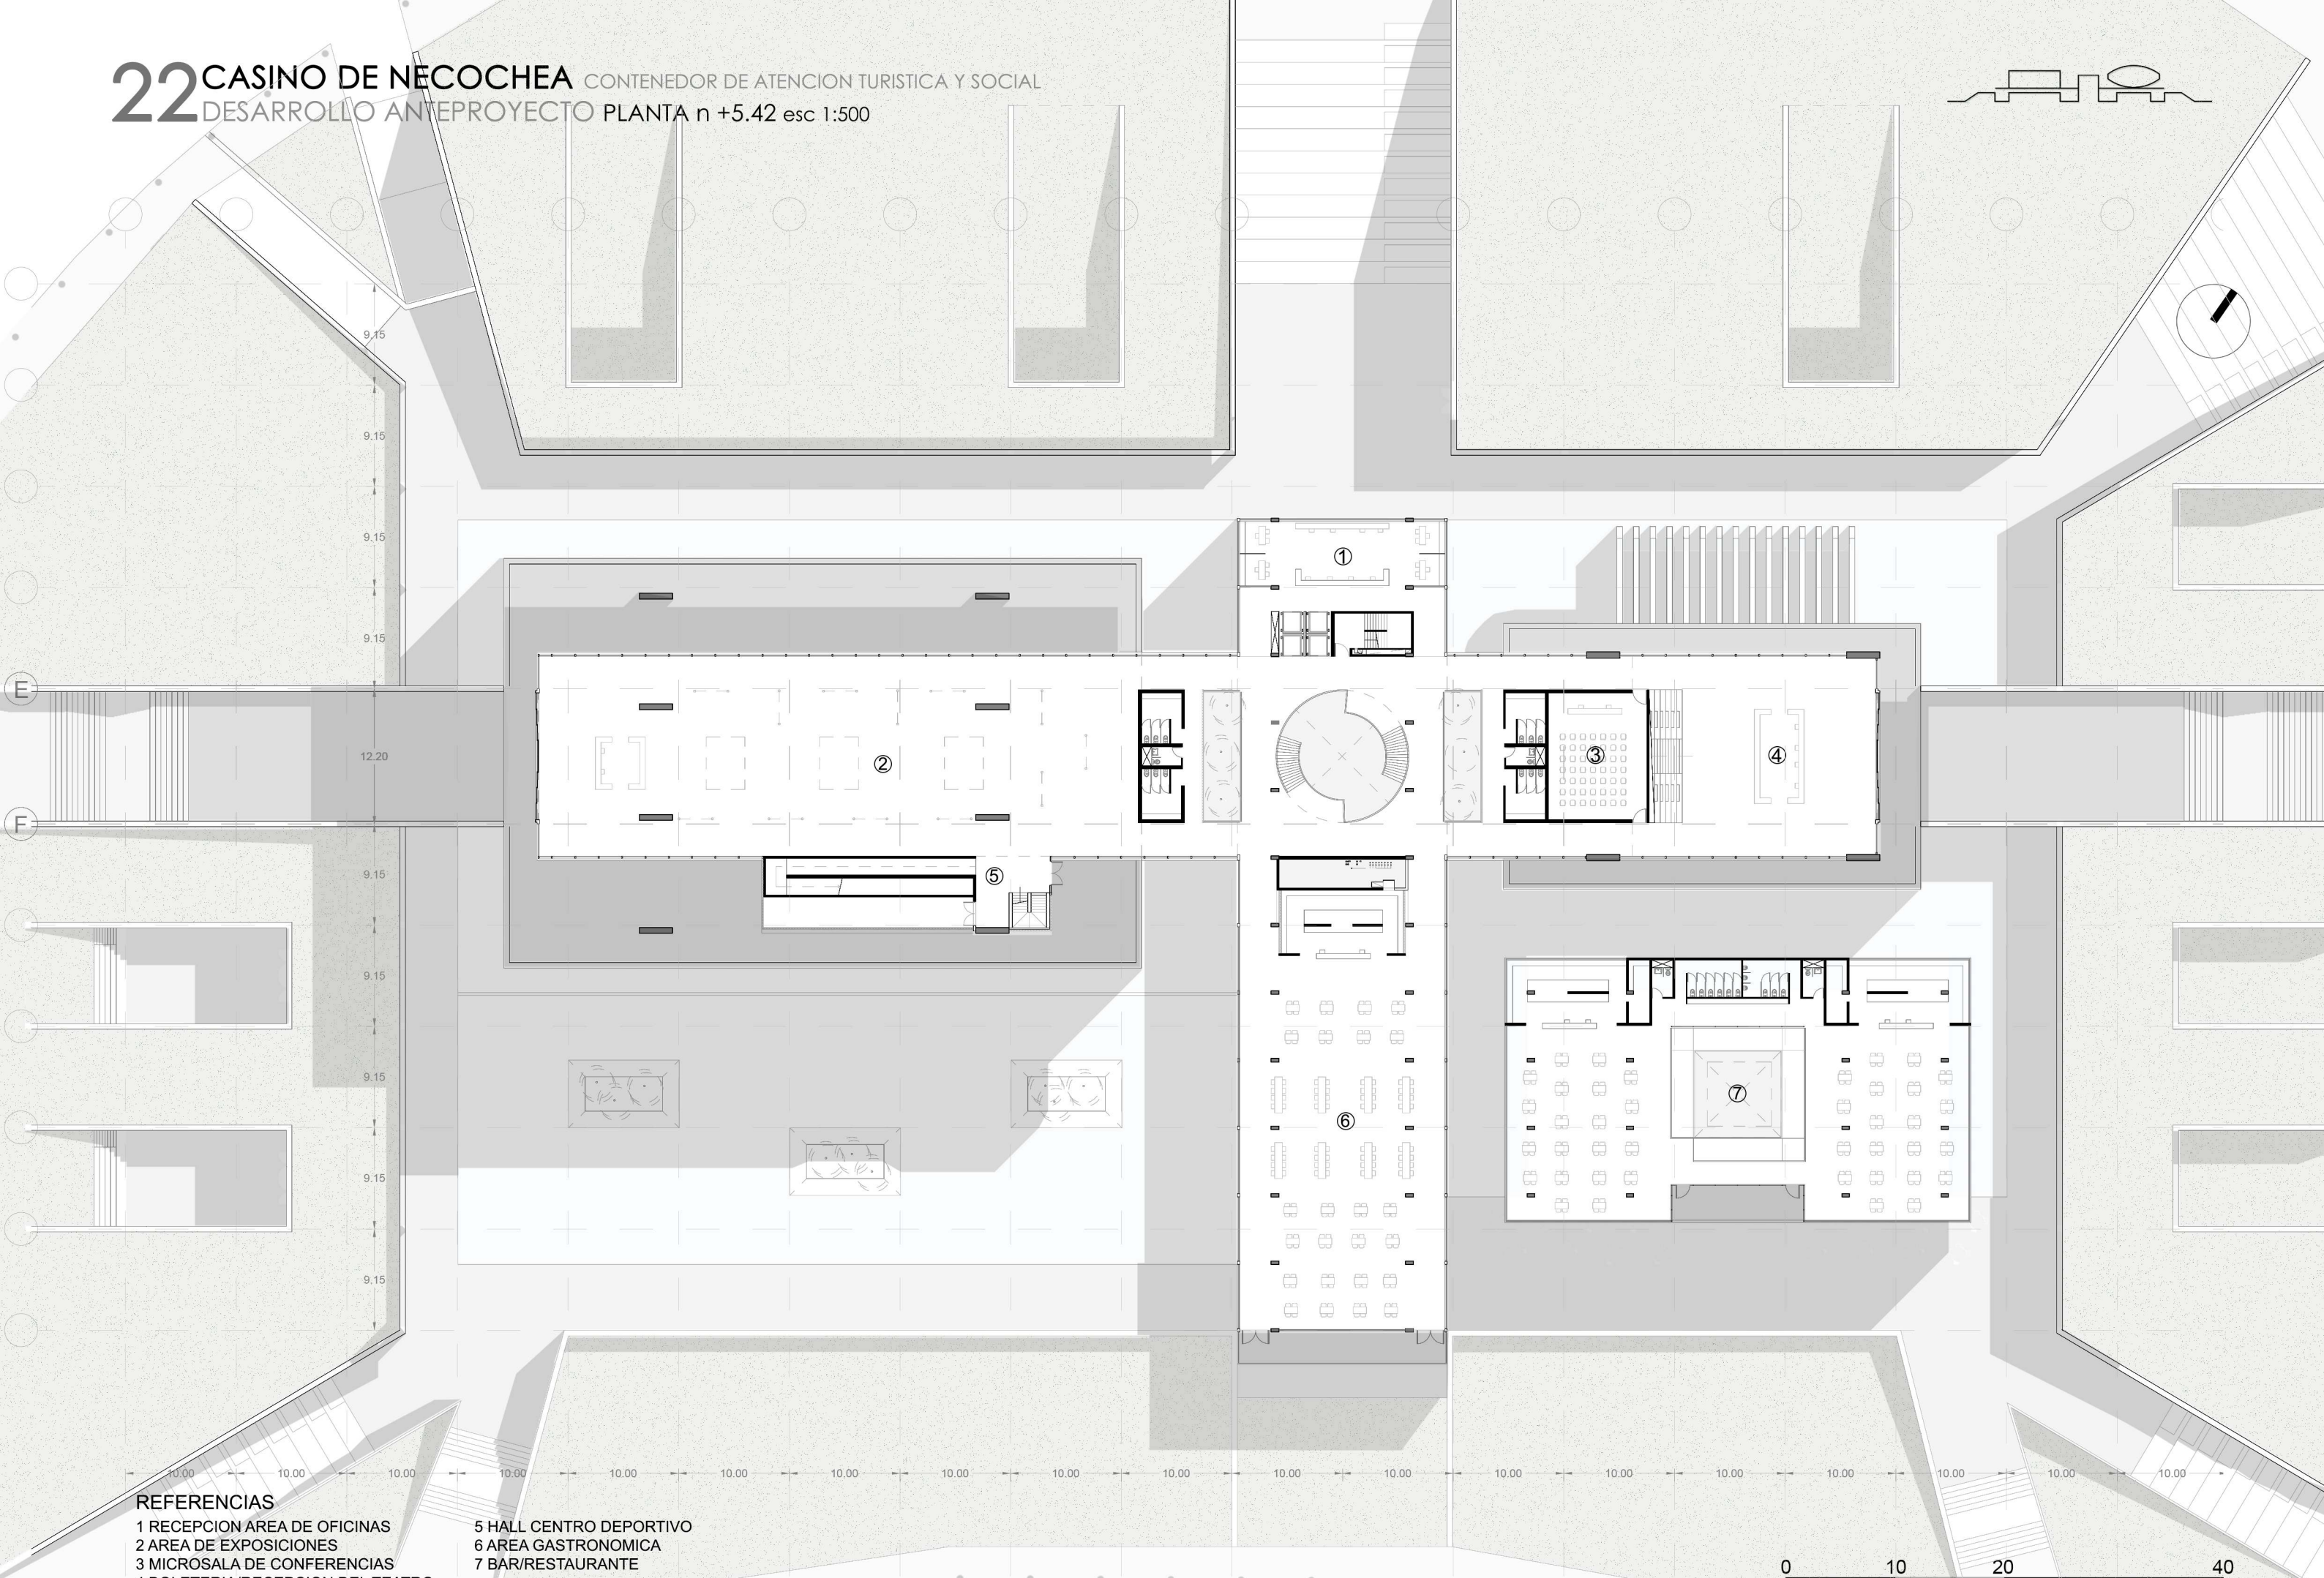 22 CASINO DE NECOCHEA CONTENEDOR DE ATENCION TURISTICA Y SOCIAL
DESARROLLO ANTEPROYECTO PLANTA n +5.42 esc 1:500
9.15
9.15
9.15
9.15
1
E
12.20
2
3
4
F
9.15
5
9.15
9.15
7
6
9.15
9.15
10.00 10.00 10.00 10.00 10.00 10.00 10.00 10.00 10.00 10.00 10.00 10.00 10.00 10.00 10.00 10.00 10.00 10.00 10.00
REFERENCIAS
1 RECEPCION AREA DE OFICINAS
2 AREA DE EXPOSICIONES
3 MICROSALA DE CONFERENCIAS
4 BOLETERIA/RECEPCION DEL TEATRO
5 HALL CENTRO DEPORTIVO
6 AREA GASTRONOMICA
7 BAR/RESTAURANTE
0 10 20 40